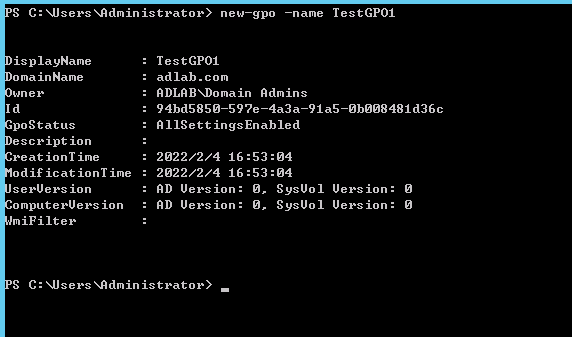 PS C:\Users\Administrator> new-gpo -name TestGPO1
DisplayName      : TestGPO1
DomainName       : adlab.com
Owner            : ADLAB\Domain Admins
Id               : 94bd5850-597e-4a3a-91a5-0b008481d36c
GpoStatus        : AllSettingsEnabled
Description      :
CreationTime     : 2022/2/4 16:53:04
ModificationTime : 2022/2/4 16:53:04
UserVersion      : AD Version: 0, SysVol Version: 0
ComputerVersion  : AD Version: 0, SysVol Version: 0
WmiFilter        :
PS C:\Users\Administrator> _